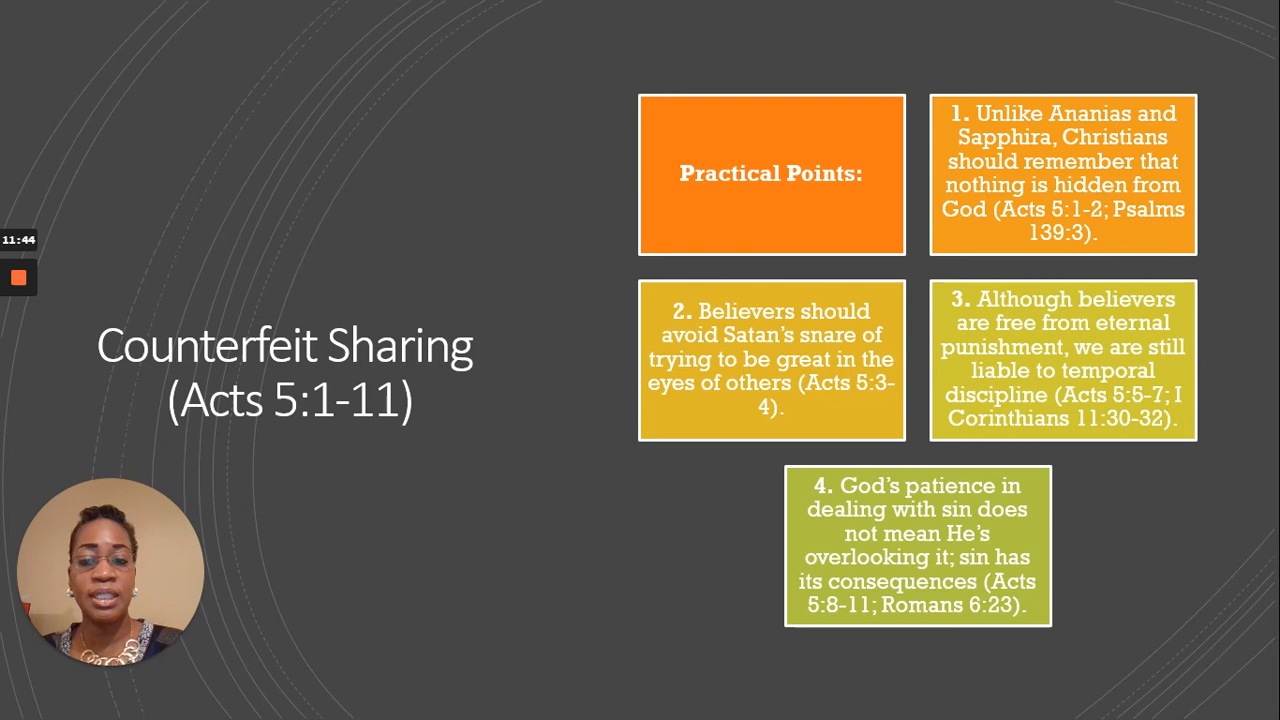 11:44
Counterfeit Sharing
(Acts 5:1-11)
Practical Points:
1. Unlike Ananias and
Sapphira, Christians
should remember that
nothing is hidden from
God (Acts 5:1-2; Psalms
139:3).
2. Believers should
avoid Satan's snare of
trying to be great in the
eyes of others (Acts 5:3-
4).
3. Although believers
are free from eternal
punishment, we are still
liable to temporal
discipline (Acts 5:5-7; I
Corinthians 11:30-32).
4. God's patience in
dealing with sin does
not mean He's
overlooking it; sin has
its consequences (Acts
5:8-11; Romans 6:23).